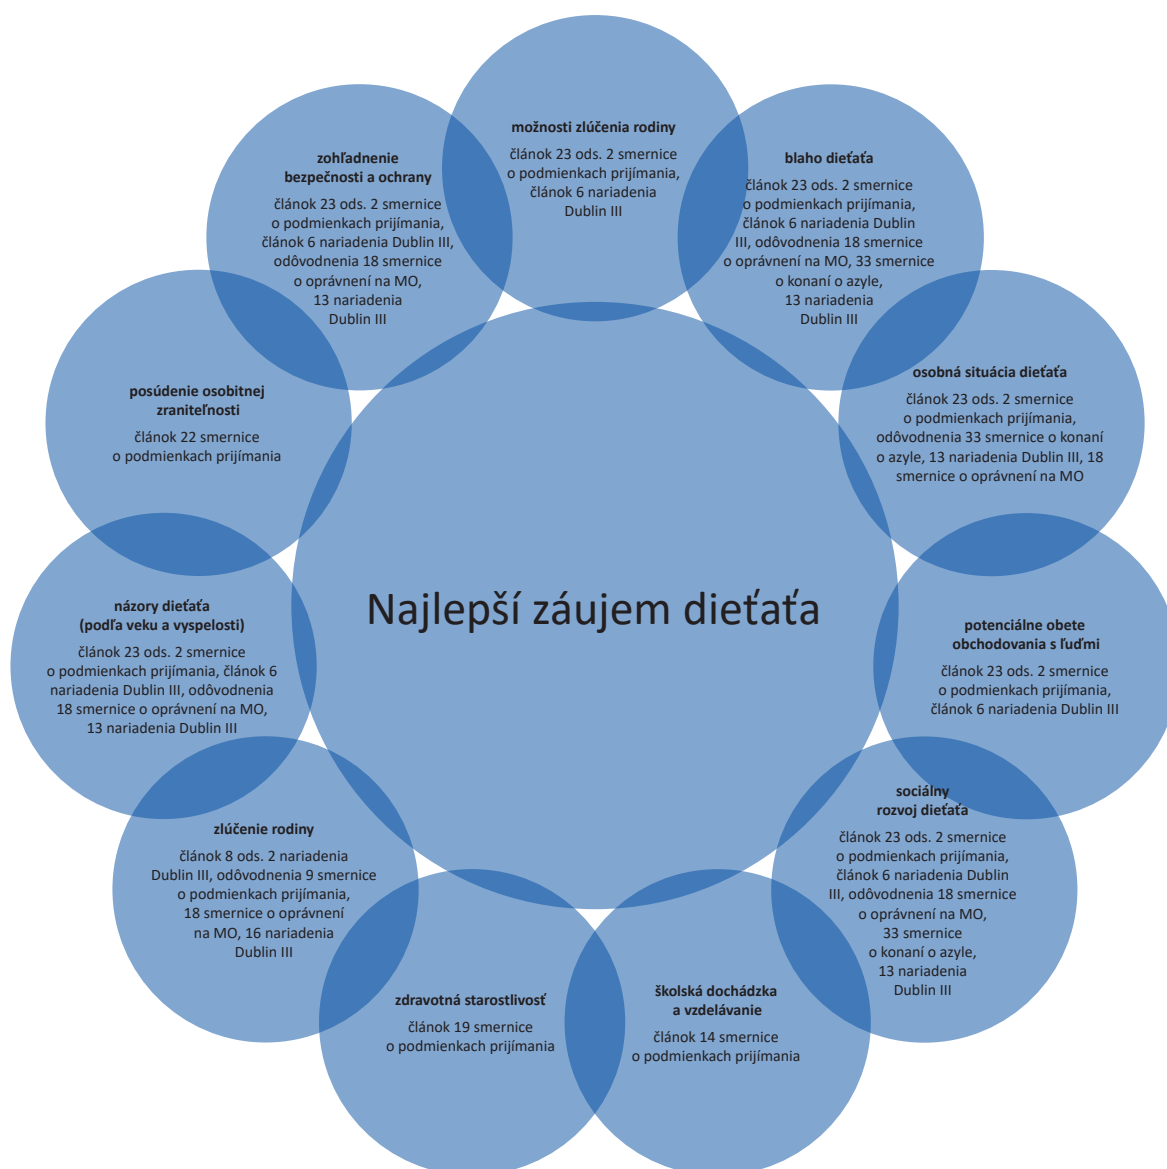 možnosti zlúčenia rodiny
článok 23 ods. 2 smernice
o podmienkach prijímania,
článok 6 nariadenia
Dublin III
blaho dieťaťa
článok 23 ods. 2 smernice
o podmienkach prijímania,
článok 6 nariadenia Dublin
III, odôvodnenia 18 smernice
o oprávnení na MO, 33 smernice
o konaní o azyle,
13 nariadenia
Dublin III
osobná situácia dieťaťa
článok 23 ods. 2 smernice
o podmienkach prijímania,
odôvodnenia 33 smernice o konaní
o azyle, 13 nariadenia Dublin III, 18
smernice o oprávnení na MO
potenciálne obete
obchodovania s ľuďmi
článok 23 ods. 2 smernice
o podmienkach prijímania,
článok 6 nariadenia Dublin III
sociálny
rozvoj dieťaťa
článok 23 ods. 2 smernice
o podmienkach prijímania,
článok 6 nariadenia Dublin
III, odôvodnenia 18 smernice
o oprávnení na MO,
33 smernice
o konaní o azyle,
13 nariadenia
Dublin III
školská dochádzka
a vzdelávanie
článok 14 smernice
o podmienkach prijímania
zdravotná starostlivosť
článok 19 smernice
o podmienkach prijímania
zlúčenie rodiny
článok 8 ods. 2 nariadenia
Dublin III, odôvodnenia 9 smernice
o podmienkach prijímania,
18 smernice o oprávnení
na MO, 16 nariadenia
Dublin III
názory dieťaťa
(podľa veku a vyspelosti)
článok 23 ods. 2 smernice
o podmienkach prijímania, článok 6
nariadenia Dublin III, odôvodnenia
18 smernice o oprávnení na MO,
13 nariadenia Dublin III
posúdenie osobitnej
zraniteľnosti
článok 22 smernice
o podmienkach prijímania
zohľadnenie
bezpečnosti a ochrany
článok 23 ods. 2 smernice
o podmienkach prijímania,
článok 6 nariadenia Dublin III,
odôvodnenia 18 smernice
o oprávnení na MO,
13 nariadenia
Dublin III
Najlepší záujem dieťaťa